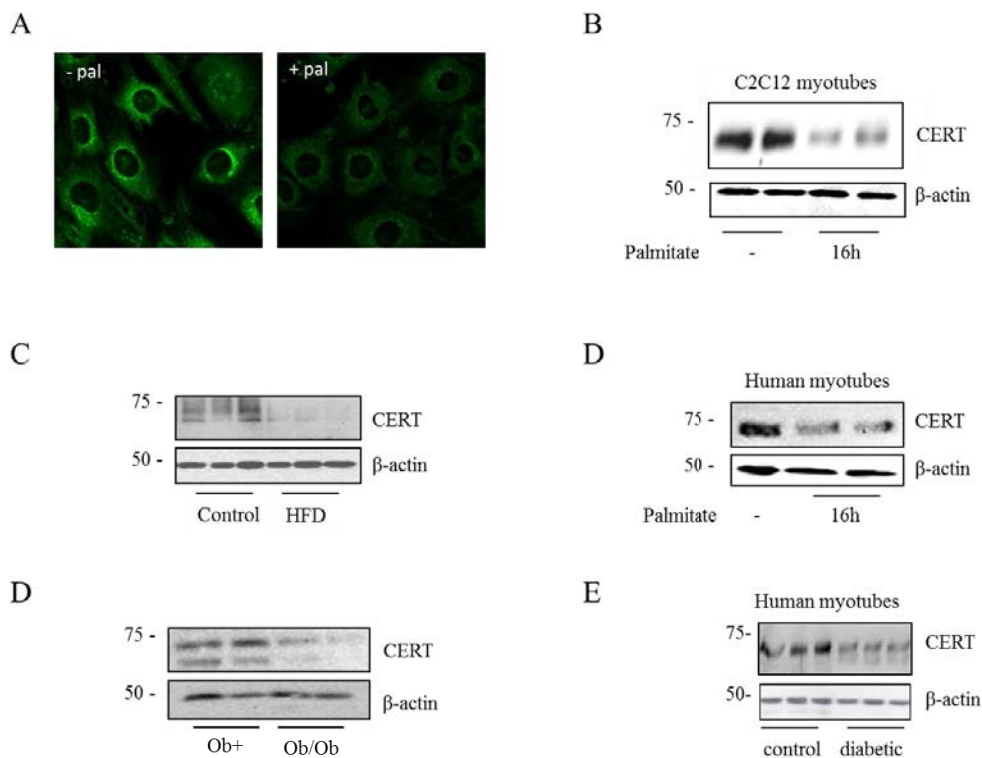 A
- pal
+ pal
B
C2C12 myotubes
75 -
CERT
50 -
β-actin
Palmitate - 16h
C
75 -
CERT
50 -
β-actin
Control HFD
D
Human myotubes
75 -
CERT
50 -
β-actin
Palmitate - 16h
D
75 -
CERT
50 -
β-actin
Ob+ Ob/Ob
E
Human myotubes
75-
CERT
50-
β-actin
control diabetic